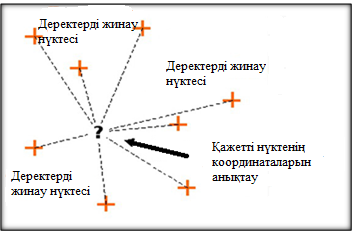 Деректерді жинау
нүктесі
Деректерді жинау
нүктесі
?
Қажетті нүктенің
координаталарын
анықтау
Деректерді
жинау нүктесі